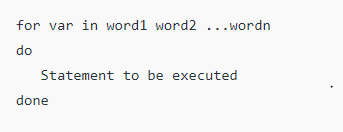 for var in word1 word2 ...wordn
do
   Statement to be executed
done
.